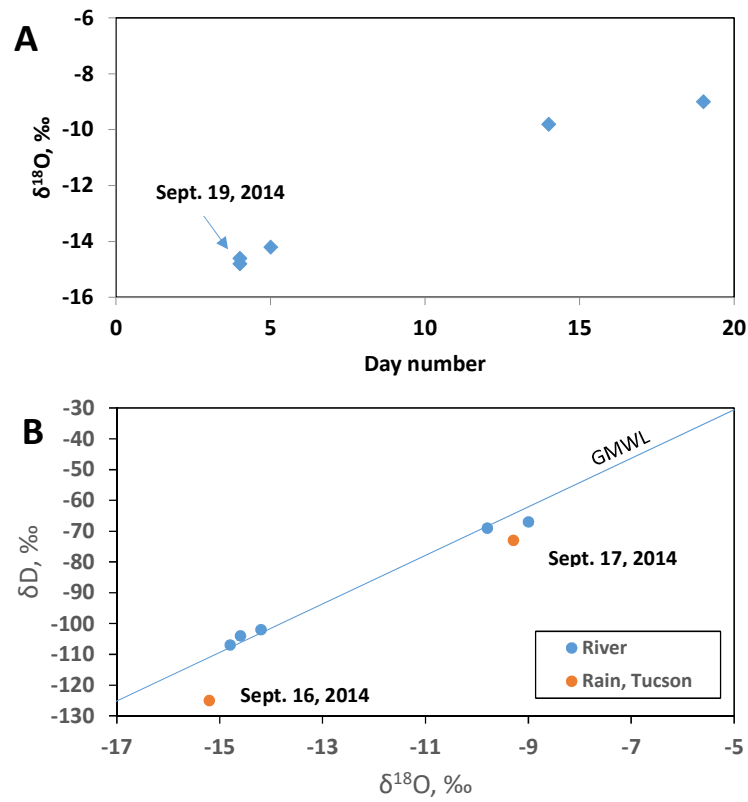 A
-6
-8
-10
-12
-14
-16
δ18O, ‰
Sept. 19, 2014
0
5
10
15
20
Day number
B
-30
-40
-50
-60
-70
-80
-90
-100
-110
-120
-130
δD, ‰
GMWL
Sept. 17, 2014
Sept. 16, 2014
River
Rain, Tucson
-17
-15
-13
-11
-9
-7
-5
δ18O, ‰